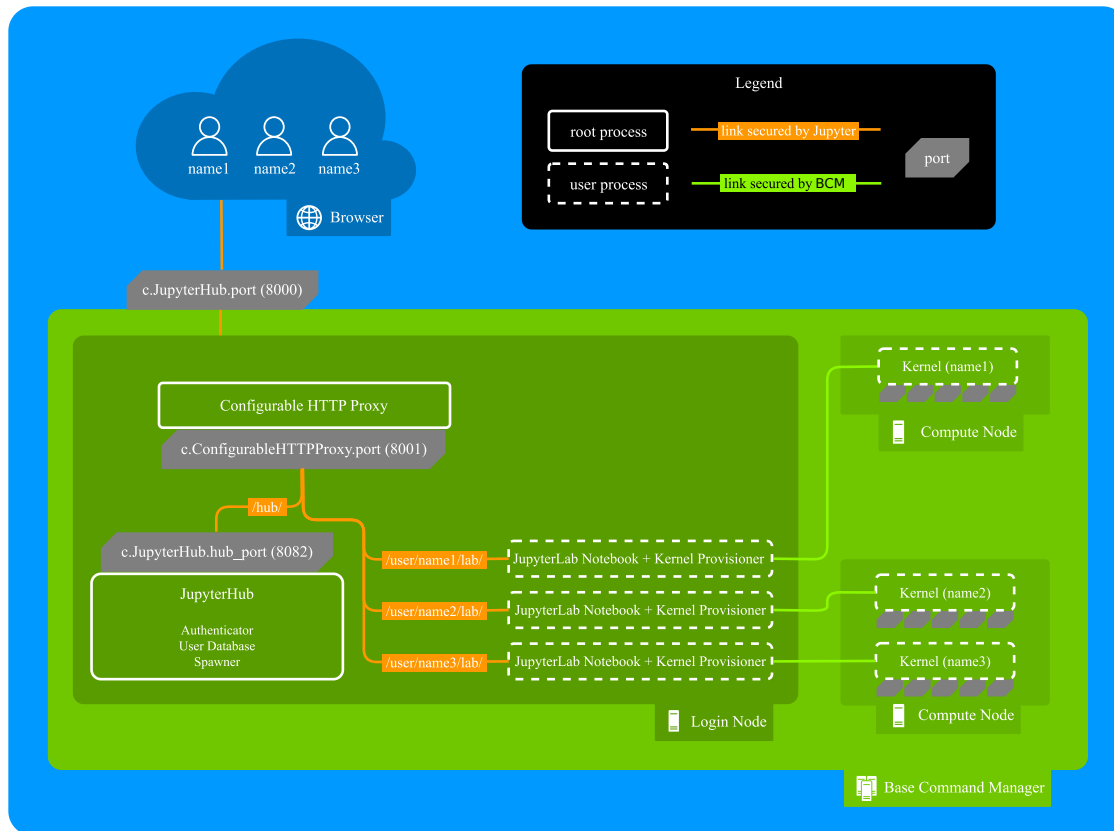 Legend
root process
link secured by Jupyter
port
user process
link secured by BCM
name1
name2
name3
Browser
c.JupyterHub.port (8000)
Configurable HTTP Proxy
c.ConfigurableHTTPProxy.port (8001)
/hub/
c.JupyterHub.hub_port (8082)
JupyterHub
Authenticator
User Database
Spawner
/user/name1/lab/
JupyterLab Notebook + Kernel Provisioner
/user/name2/lab/
JupyterLab Notebook + Kernel Provisioner
/user/name3/lab/
JupyterLab Notebook + Kernel Provisioner
Login Node
Kernel (name1)
Compute Node
Kernel (name2)
Kernel (name3)
Compute Node
Base Command Manager